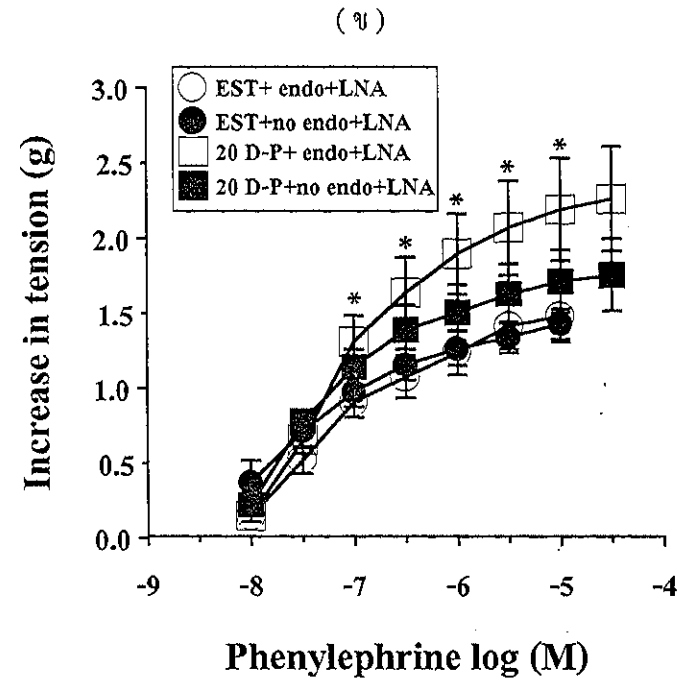 ( ข )
EST+ endo+LNA
EST+no endo+LNA
20 D-P+ endo+LNA
20 D-P+no endo+LNA
Increase in tension (g)
3.0
2.5
2.0
1.5
1.0
0.5
0.0
* * * * *
-9 -8 -7 -6 -5 -4
Phenylephrine log (M)